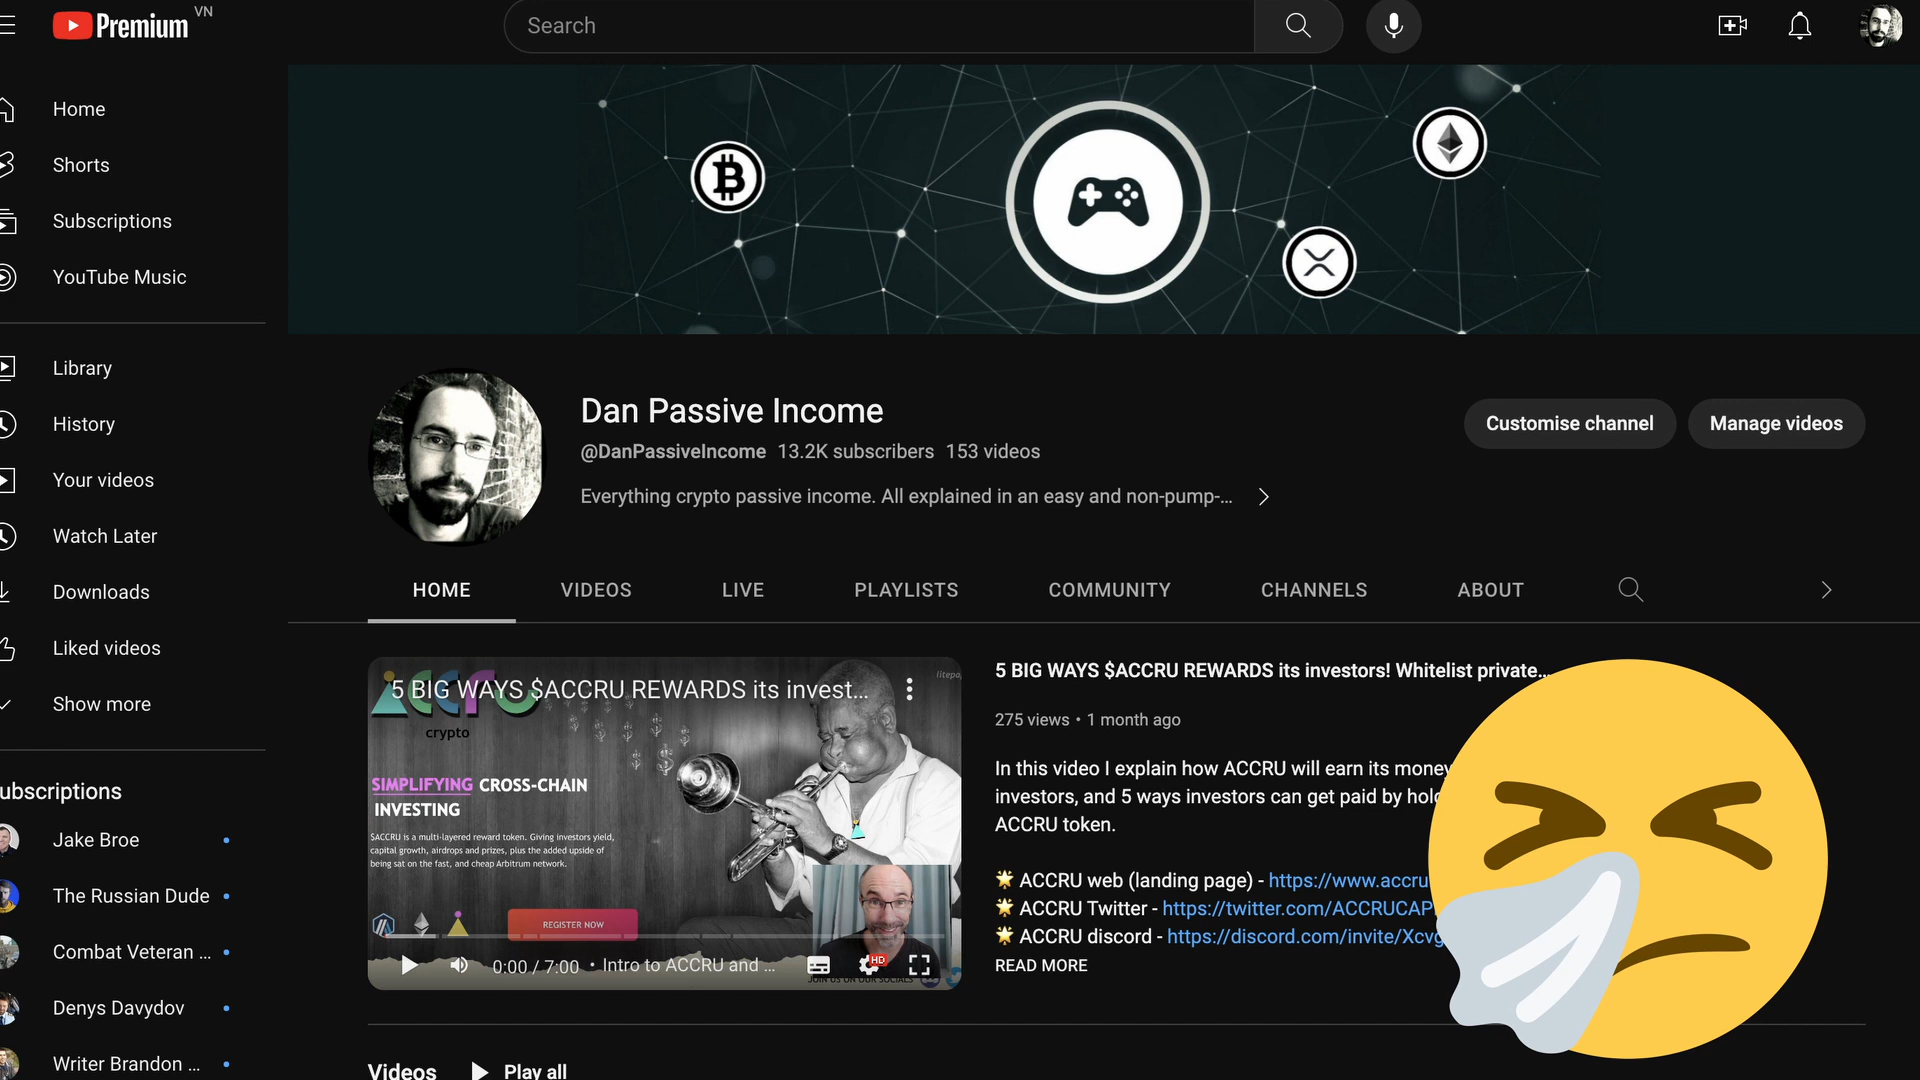 Premium VN
Search
Home
Shorts
Subscriptions
YouTube Music
Library
History
Your videos
Watch Later
Downloads
Liked videos
Show more
ubscriptions
Jake Broe
The Russian Dude
Combat Veteran ...
Denys Davydov
Writer Brandon ...
Dan Passive Income
@DanPassiveIncome 13.2K subscribers 153 videos
Everything crypto passive income. All explained in an easy and non-pump-...
Customise channel
Manage videos
HOME VIDEOS LIVE PLAYLISTS COMMUNITY CHANNELS ABOUT
5 BIG WAYS $ACCRU REWARDS its invest...
accru
crypto
SIMPLIFYING CROSS-CHAIN
INVESTING
$ACCRU is a multi-layered reward token. Giving investors yield,
capital growth, airdrops and prizes, plus the added upside of
being sat on the fast, and cheap Arbitrum network.
REGISTER NOW
0:00 / 7:00 • Intro to ACCRU and ...
HD
JOIN US ON OUR SOCIALS
5 BIG WAYS $ACCRU REWARDS its investors! Whitelist private...
275 views • 1 month ago
In this video I explain how ACCRU will earn its money
investors, and 5 ways investors can get paid by hold
ACCRU token.
ACCRU web (landing page) - https://www.accru
ACCRU Twitter - https://twitter.com/ACCRUCAP
ACCRU discord - https://discord.com/invite/Xcvg
READ MORE
Videos
Play all